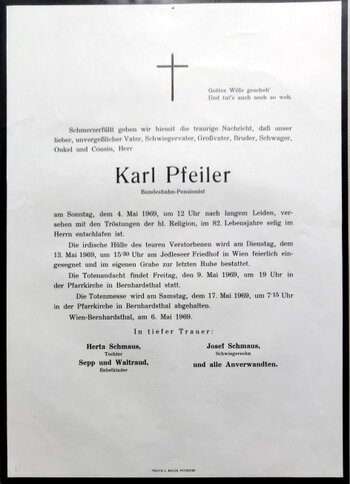 Gottes Wille gescheh'
Und tut's auch noch so weh.
Schmerzerfüllt geben wir hiemit die traurige Nachricht, daß unser
lieber, unvergeßlicher Vater, Schwiegervater, Großvater, Bruder, Schwager,
Onkel und Cousin, Herr
Karl Pfeiler
Bundesbahn-Pensionist
am Sonntag, dem 4. Mai 1969, um 12 Uhr nach langem Leiden, ver-
sehen mit den Tröstungen der hl. Religion, im 82. Lebensjahre selig im
Herrn entschlafen ist.
Die irdische Hülle des teuren Verstorbenen wird am Dienstag, dem
13. Mai 1969, um 15·30 Uhr am Jedleseer Friedhof in Wien feierlich ein-
gesegnet und im eigenen Grabe zur letzten Ruhe bestattet.
Die Totenandacht findet Freitag, den 9. Mai 1969, um 19 Uhr in
der Pfarrkirche in Bernhardsthal statt.
Die Totenmesse wird am Samstag, dem 17. Mai 1969, um 7·15 Uhr
in der Pfarrkirche in Bernhardsthal abgehalten.
Wien-Bernhardsthal, am 6. Mai 1969.
In tiefer Trauer:
Herta Schmaus,
Tochter
Sepp und Waltraud,
Enkelkinder
Josef Schmaus,
Schwiegersohn
und alle Anverwandten.